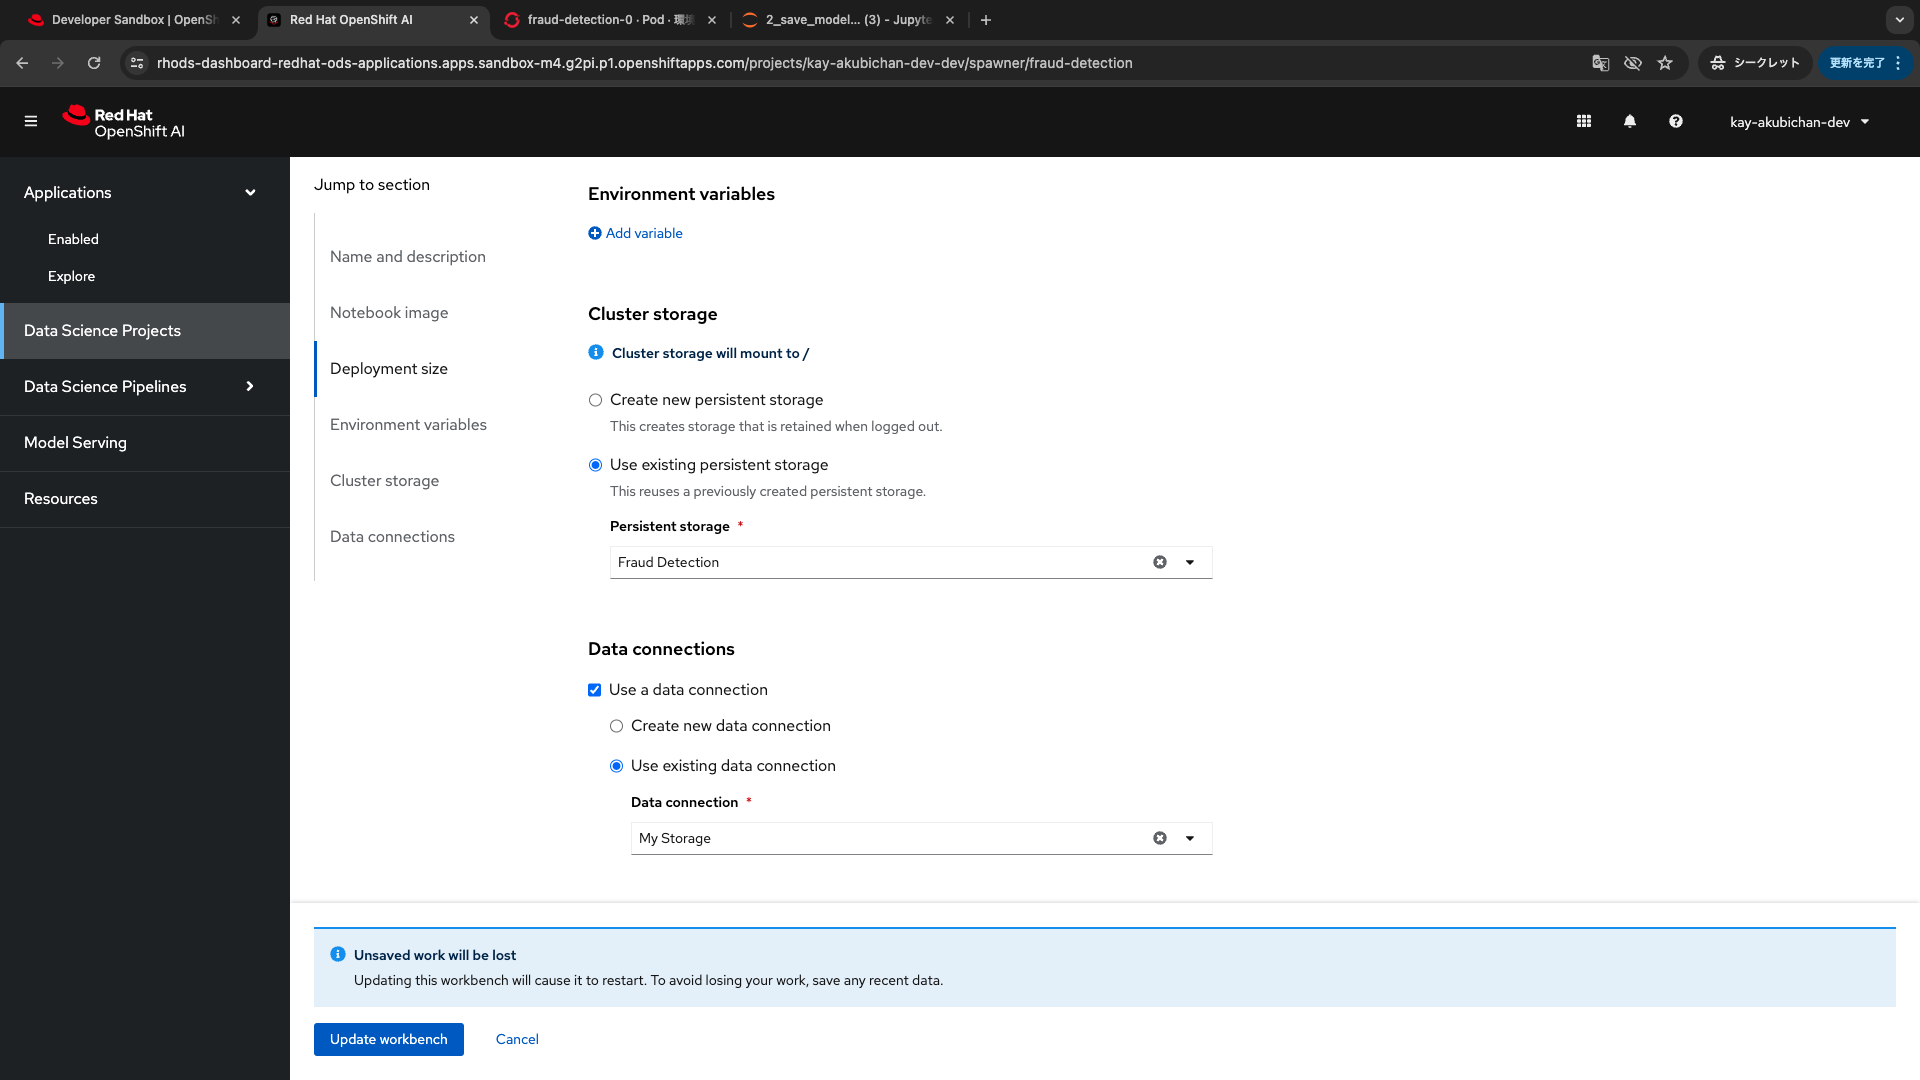 Developer Sandbox | OpenSh
Red Hat OpenShift AI
fraud-detection-0 · Pod · 環境
2_save_model... (3) - Jupyte
rhods-dashboard-redhat-ods-applications.apps.sandbox-m4.g2pi.p1.openshiftapps.com/projects/kay-akubichan-dev-dev/spawner/fraud-detection
シークレット
更新を完了
Red Hat
OpenShift AI
kay-akubichan-dev
Applications
Enabled
Explore
Data Science Projects
Data Science Pipelines
Model Serving
Resources
Jump to section
Name and description
Notebook image
Deployment size
Environment variables
Cluster storage
Data connections
Environment variables
Add variable
Cluster storage
Cluster storage will mount to /
Create new persistent storage
This creates storage that is retained when logged out.
Use existing persistent storage
This reuses a previously created persistent storage.
Persistent storage *
Fraud Detection
Data connections
Use a data connection
Create new data connection
Use existing data connection
Data connection *
My Storage
Unsaved work will be lost
Updating this workbench will cause it to restart. To avoid losing your work, save any recent data.
Update workbench
Cancel